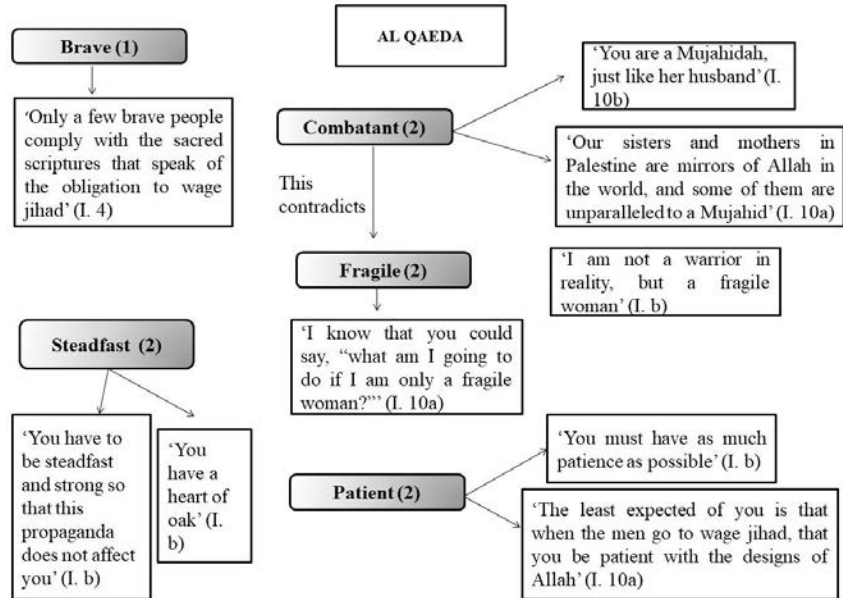 AL QAEDA
Brave (1)
‘Only a few brave people
comply with the sacred
scriptures that speak of
the obligation to wage
jihad’ (I. 4)
Combatant (2)
‘You are a Mujahidah,
just like her husband’ (I.
10b)
‘Our sisters and mothers in
Palestine are mirrors of Allah in
the world, and some of them are
unparalleled to a Mujahid’ (I. 10a)
This
contradicts
Fragile (2)
‘I am not a warrior in
reality, but a fragile
woman’ (I. b)
‘I know that you could
say, “what am I going to
do if I am only a fragile
woman?”’ (I. 10a)
Steadfast (2)
‘You have to
be steadfast
and strong so
that this
propaganda
does not affect
you’ (I. b)
‘You
have a
heart of
oak’ (I.
b)
Patient (2)
‘You must have as much
patience as possible’ (I. b)
‘The least expected of you is that
when the men go to wage jihad, that
you be patient with the designs of
Allah’ (I. 10a)